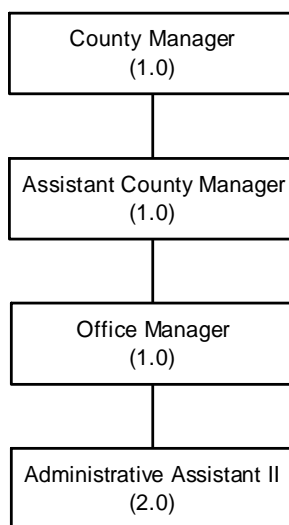 County Manager
(1.0)
Assistant County Manager
(1.0)
Office Manager
(1.0)
Administrative Assistant II
(2.0)